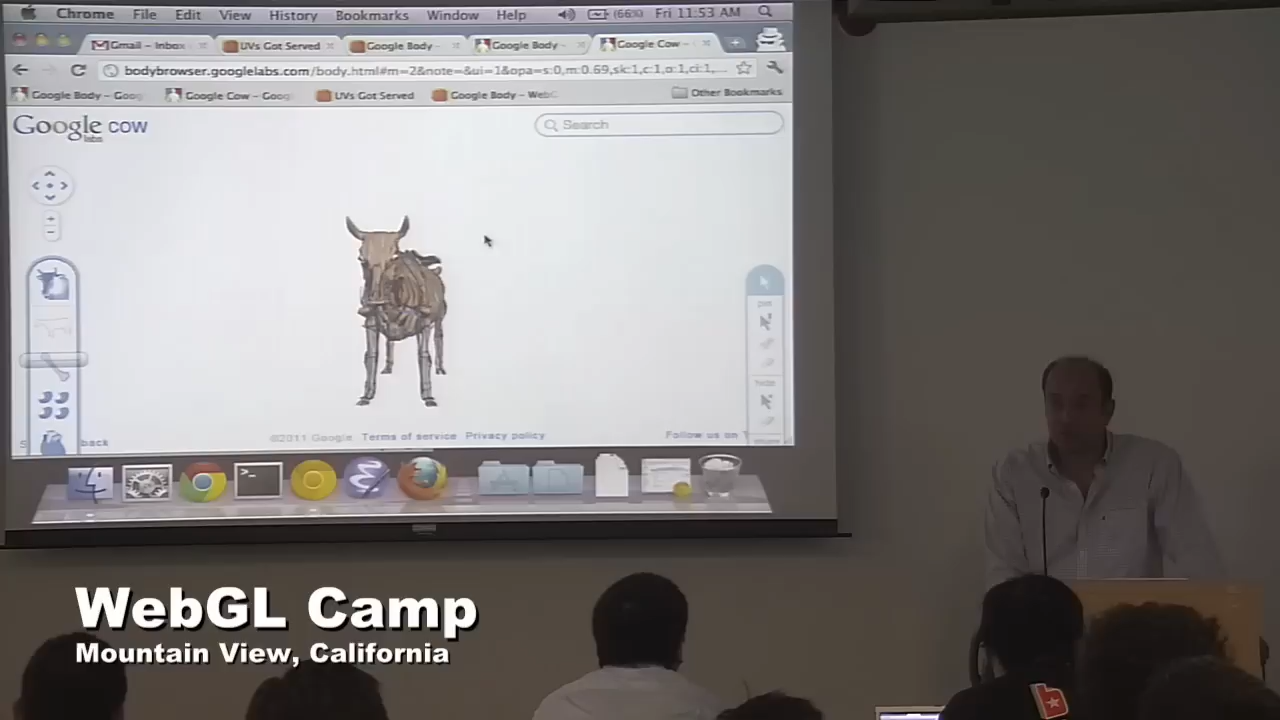 Chrome File Edit View History Bookmarks Window Help (66%) Fri 11:53 AM
Gmail – Inbox UVs Got Served Google Body – Google Body – Google Cow –
bodybrowser.googlelabs.com/body.html#m=2&note=&ui=1&opa=s:0,m:0.69,sk:1,c:1,o:1,ci:1,...
Google Body – Goog Google Cow – Goog UVs Got Served Google Body – Web Other Bookmarks
Google labs cow
Search
hide
back
©2011 Google Terms of service Privacy policy Follow us on
WebGL Camp
Mountain View, California